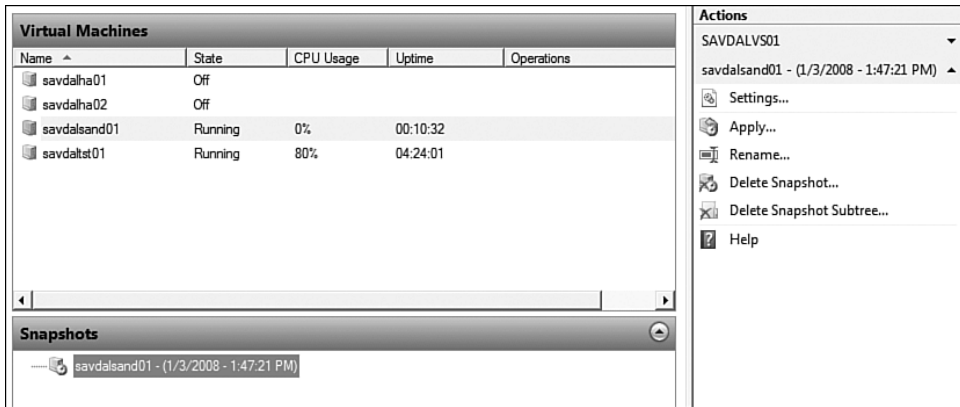 Virtual Machines
Name State CPU Usage Uptime Operations
savdalha01 Off
savdalha02 Off
savdalsand01 Running 0% 00:10:32
savdaltst01 Running 80% 04:24:01
Snapshots
savdalsand01 - (1/3/2008 - 1:47:21 PM)
Actions
SAVDALVS01
savdalsand01 - (1/3/2008 - 1:47:21 PM)
Settings...
Apply...
Rename...
Delete Snapshot...
Delete Snapshot Subtree...
Help